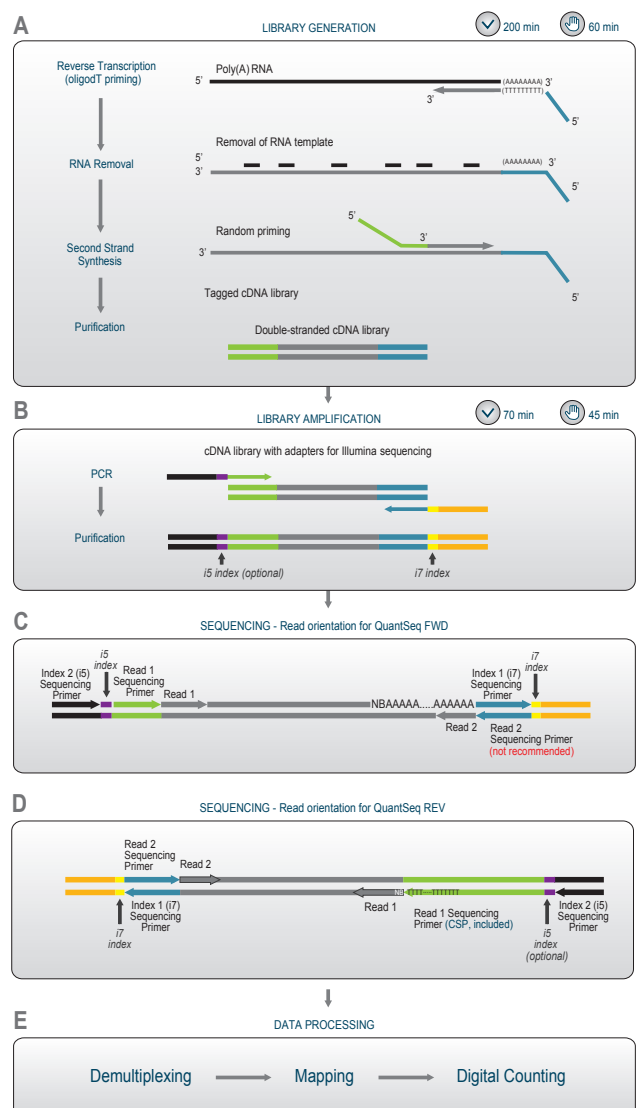 A
LIBRARY GENERATION
200 min
60 min
Reverse Transcription
(oligodT priming)
Poly(A) RNA
5’
(AAAAAAAA)
3’
3’
(TTTTTTTTT)
5’
Removal of RNA template
RNA Removal
5’
3’
(AAAAAAAA)
3’
5’
5’
Random priming
3’
Second Strand
Synthesis
3’
5’
Tagged cDNA library
Purification
Double-stranded cDNA library
B
LIBRARY AMPLIFICATION
70 min
45 min
cDNA library with adapters for Illumina sequencing
PCR
Purification
i5 index (optional)
i7 index
C
SEQUENCING - Read orientation for QuantSeq FWD
Index 2 (i5)
Sequencing
Primer
i5
index
Read 1
Sequencing
Primer
Read 1
NBAAAAA.....AAAAAA
Index 1 (i7)
Sequencing
Primer
i7
index
Read 2
Read 2
Sequencing Primer
(not recommended)
D
SEQUENCING - Read orientation for QuantSeq REV
Read 2
Sequencing
Primer
Read 2
i7
index
Index 1 (i7)
Sequencing
Primer
Read 1
NB
Read 1 Sequencing
Primer (CSP, included)
i5
index
(optional)
Index 2 (i5)
Sequencing
Primer
E
DATA PROCESSING
Demultiplexing
Mapping
Digital Counting